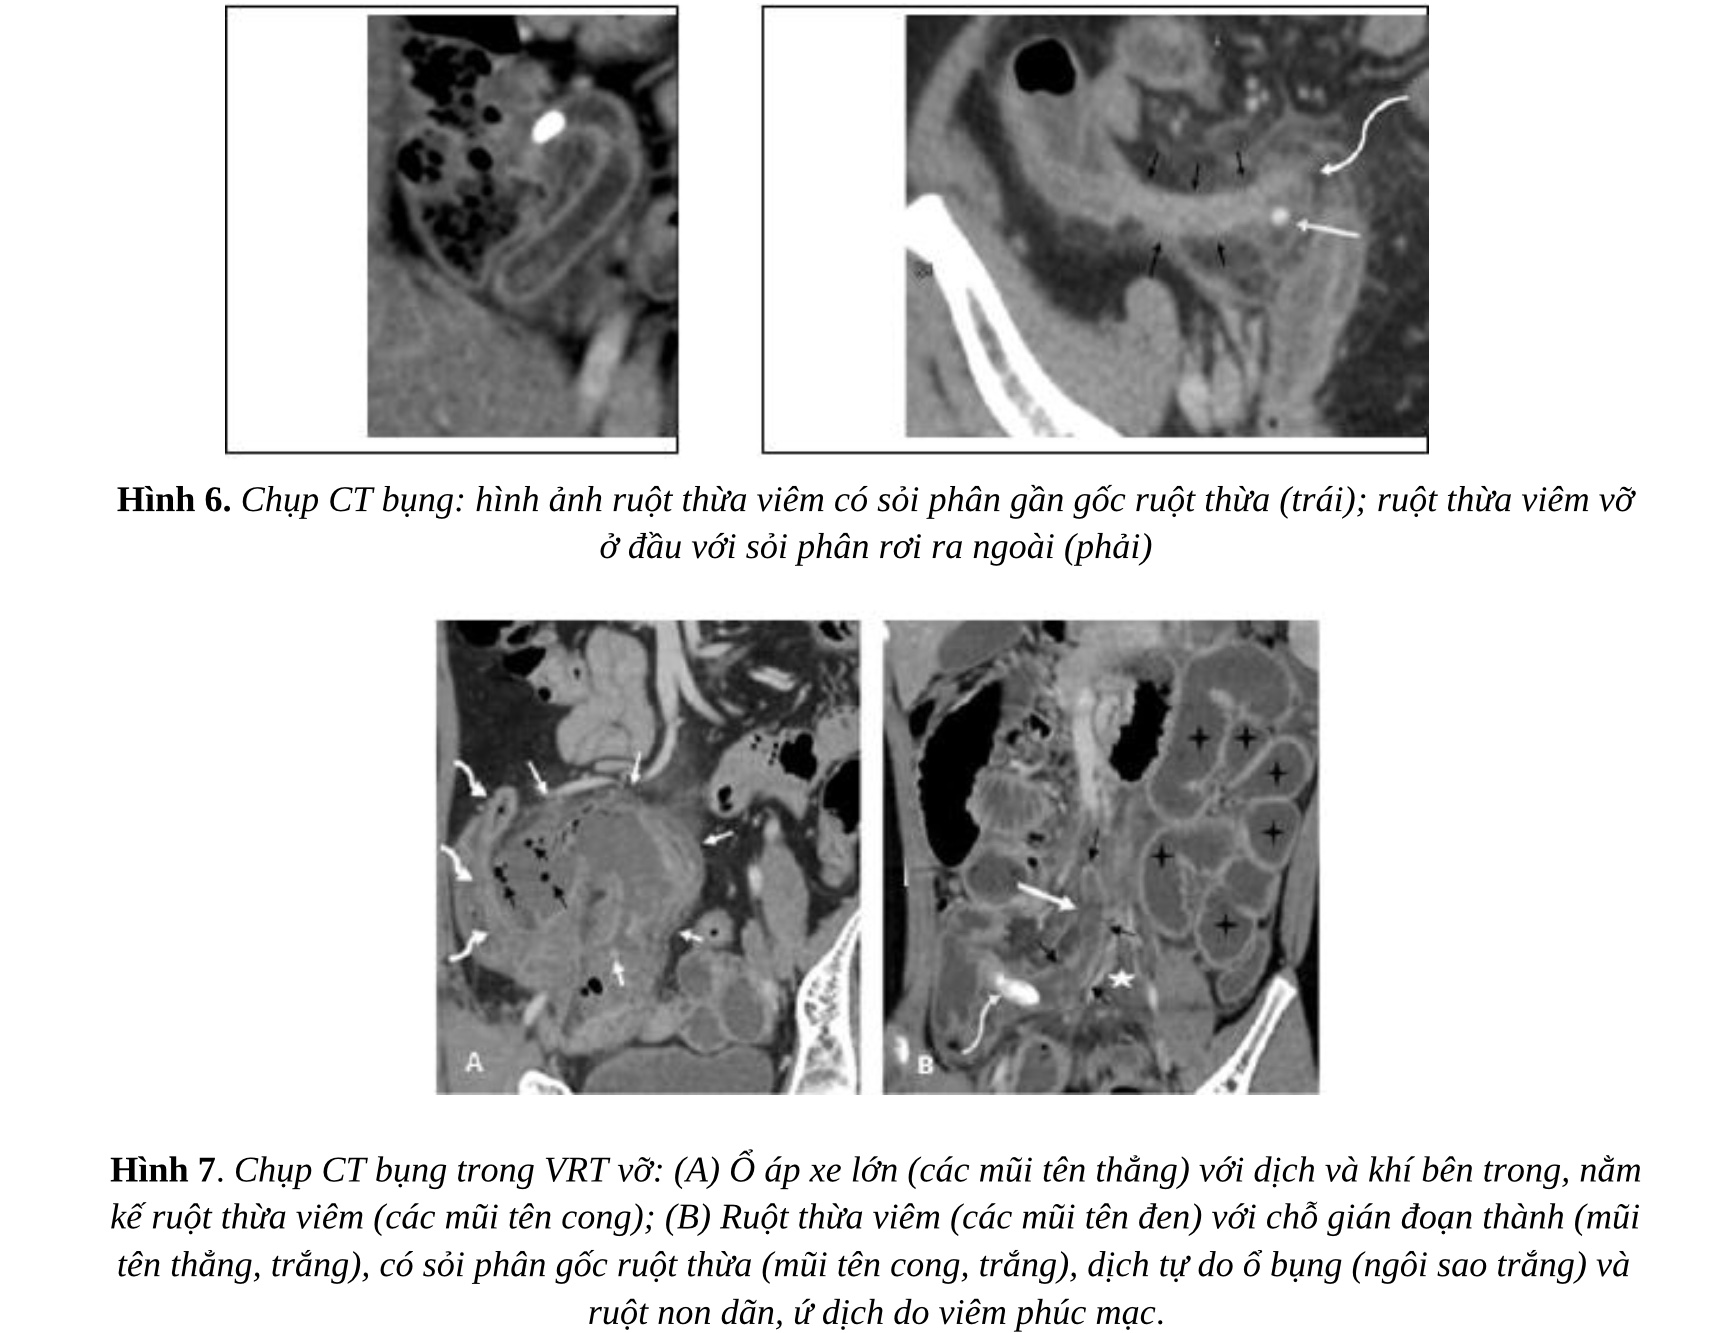 Hình 6. Chụp CT bụng: hình ảnh ruột thừa viêm có sỏi phân gần gốc ruột thừa (trái); ruột thừa viêm vỡ
ở đầu với sỏi phân rơi ra ngoài (phải)
A
B
Hình 7. Chụp CT bụng trong VRT vỡ: (A) Ổ áp xe lớn (các mũi tên thẳng) với dịch và khí bên trong, nằm
kế ruột thừa viêm (các mũi tên cong); (B) Ruột thừa viêm (các mũi tên đen) với chỗ gián đoạn thành (mũi
tên thẳng, trắng), có sỏi phân gốc ruột thừa (mũi tên cong, trắng), dịch tự do ổ bụng (ngôi sao trắng) và
ruột non dãn, ứ dịch do viêm phúc mạc.